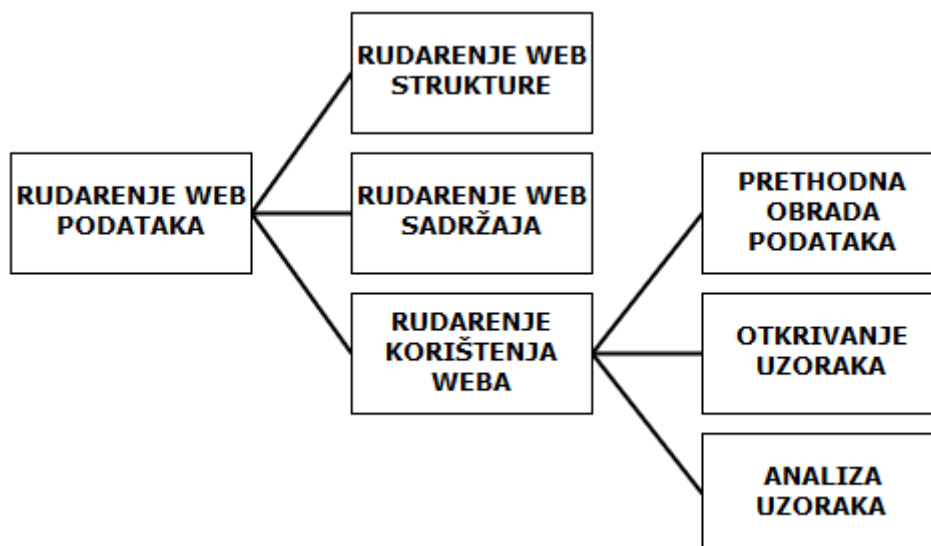 RUDARENJE WEB
PODATAKA
RUDARENJE WEB
STRUKTURE
RUDARENJE WEB
SADRŽAJA
RUDARENJE
KORIŠTENJA
WEBA
PRETHODNA
OBRADA
PODATAKA
OTKRIVANJE
UZORAKA
ANALIZA
UZORAKA